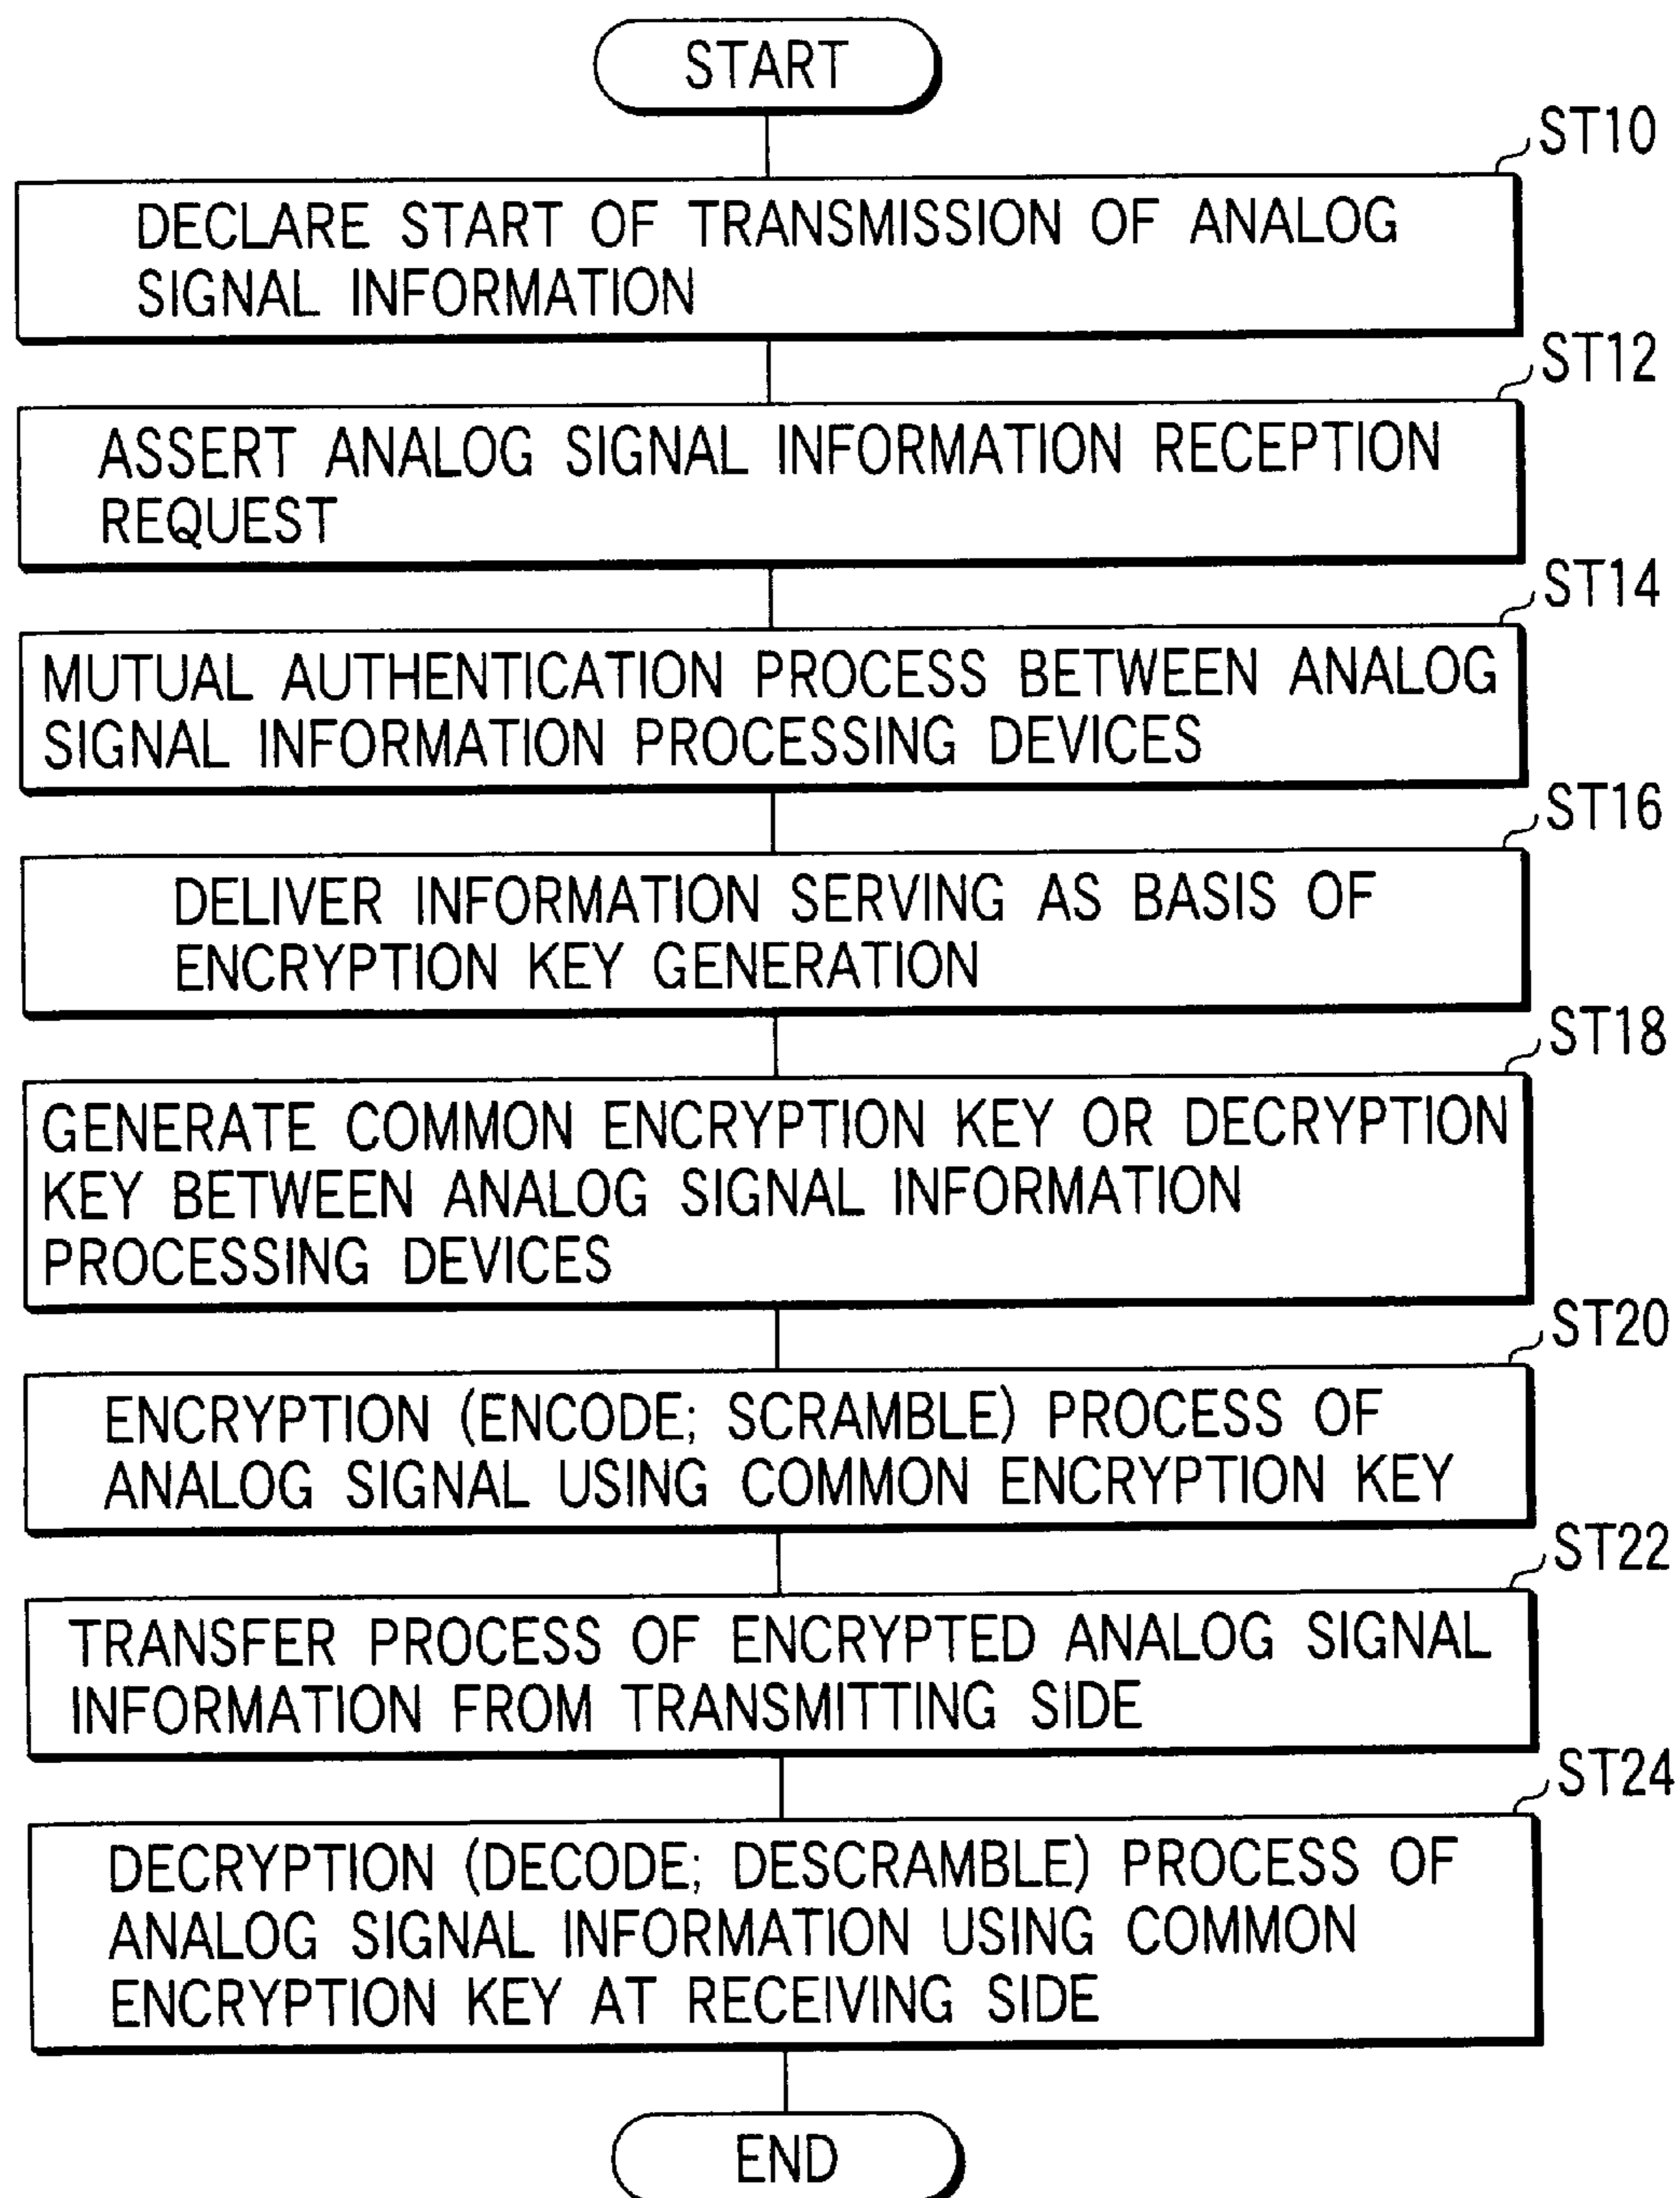 START
ST10
DECLARE START OF TRANSMISSION OF ANALOG
SIGNAL INFORMATION
ST12
ASSERT ANALOG SIGNAL INFORMATION RECEPTION
REQUEST
ST14
MUTUAL AUTHENTICATION PROCESS BETWEEN ANALOG
SIGNAL INFORMATION PROCESSING DEVICES
ST16
DELIVER INFORMATION SERVING AS BASIS OF
ENCRYPTION KEY GENERATION
ST18
GENERATE COMMON ENCRYPTION KEY OR DECRYPTION
KEY BETWEEN ANALOG SIGNAL INFORMATION
PROCESSING DEVICES
ST20
ENCRYPTION (ENCODE; SCRAMBLE) PROCESS OF
ANALOG SIGNAL USING COMMON ENCRYPTION KEY
ST22
TRANSFER PROCESS OF ENCRYPTED ANALOG SIGNAL
INFORMATION FROM TRANSMITTING SIDE
ST24
DECRYPTION (DECODE; DESCRAMBLE) PROCESS OF
ANALOG SIGNAL INFORMATION USING COMMON
ENCRYPTION KEY AT RECEIVING SIDE
END